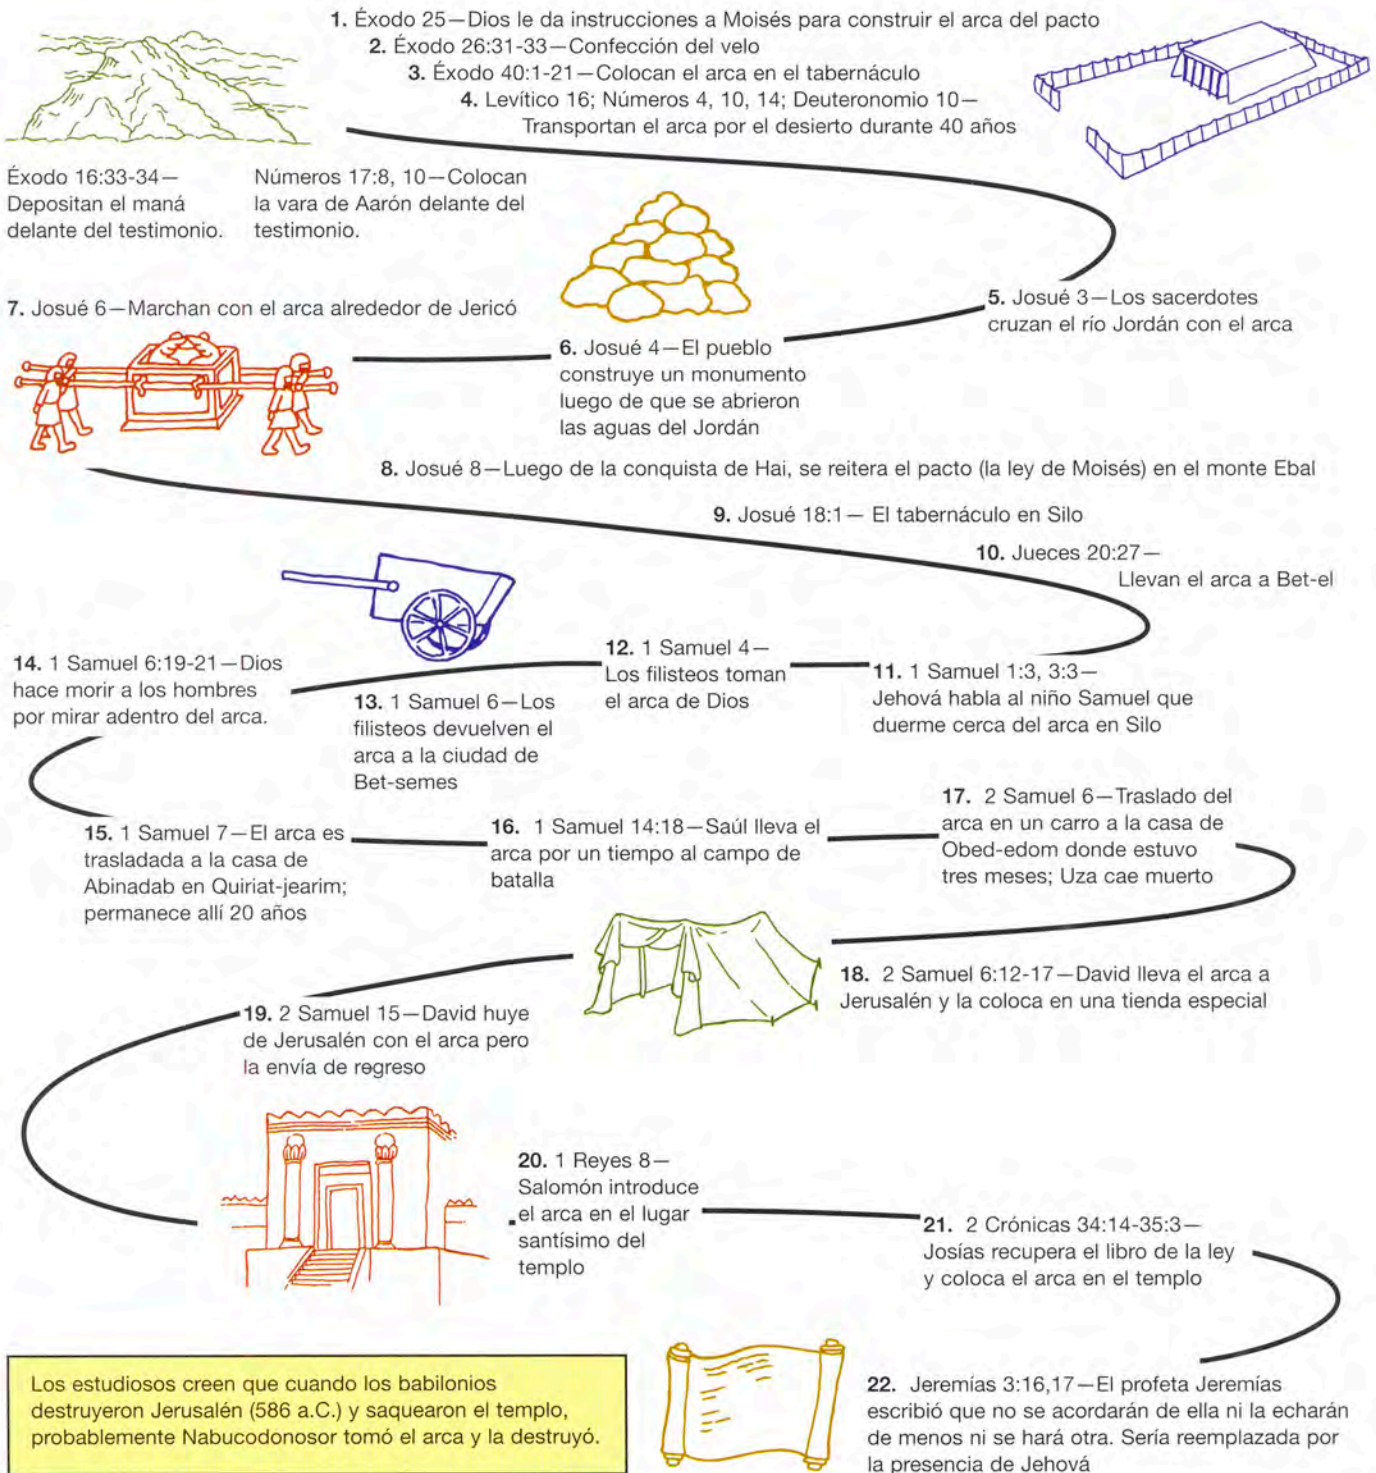 1. Éxodo 25—Dios le da instrucciones a Moisés para construir el arca del pacto
2. Éxodo 26:31-33—Confección del velo
3. Éxodo 40:1-21—Colocan el arca en el tabernáculo
4. Levítico 16; Números 4, 10, 14; Deuteronomio 10—
Transportan el arca por el desierto durante 40 años
Éxodo 16:33-34—
Depositan el maná
delante del testimonio.
Números 17:8, 10—Colocan
la vara de Aarón delante del
testimonio.
5. Josué 3—Los sacerdotes
cruzan el río Jordán con el arca
6. Josué 4—El pueblo
construye un monumento
luego de que se abrieron
las aguas del Jordán
7. Josué 6—Marchan con el arca alrededor de Jericó
8. Josué 8—Luego de la conquista de Hai, se reitera el pacto (la ley de Moisés) en el monte Ebal
9. Josué 18:1— El tabernáculo en Silo
10. Jueces 20:27—
Llevan el arca a Bet-el
11. 1 Samuel 1:3, 3:3—
Jehová habla al niño Samuel que
duerme cerca del arca en Silo
12. 1 Samuel 4—
Los filisteos toman
el arca de Dios
13. 1 Samuel 6—Los
filisteos devuelven el
arca a la ciudad de
Bet-semes
14. 1 Samuel 6:19-21—Dios
hace morir a los hombres
por mirar adentro del arca.
15. 1 Samuel 7—El arca es
trasladada a la casa de
Abinadab en Quiriat-jearim;
permanece allí 20 años
16. 1 Samuel 14:18—Saúl lleva el
arca por un tiempo al campo de
batalla
17. 2 Samuel 6—Traslado del
arca en un carro a la casa de
Obed-edom donde estuvo
tres meses; Uza cae muerto
18. 2 Samuel 6:12-17—David lleva el arca a
Jerusalén y la coloca en una tienda especial
19. 2 Samuel 15—David huye
de Jerusalén con el arca pero
la envía de regreso
20. 1 Reyes 8—
Salomón introduce
el arca en el lugar
santísimo del
templo
21. 2 Crónicas 34:14-35:3—
Josías recupera el libro de la ley
y coloca el arca en el templo
22. Jeremías 3:16,17—El profeta Jeremías
escribió que no se acordarán de ella ni la echarán
de menos ni se hará otra. Sería reemplazada por
la presencia de Jehová
Los estudiosos creen que cuando los babilonios
destruyeron Jerusalén (586 a.C.) y saquearon el templo,
probablemente Nabucodonosor tomó el arca y la destruyó.